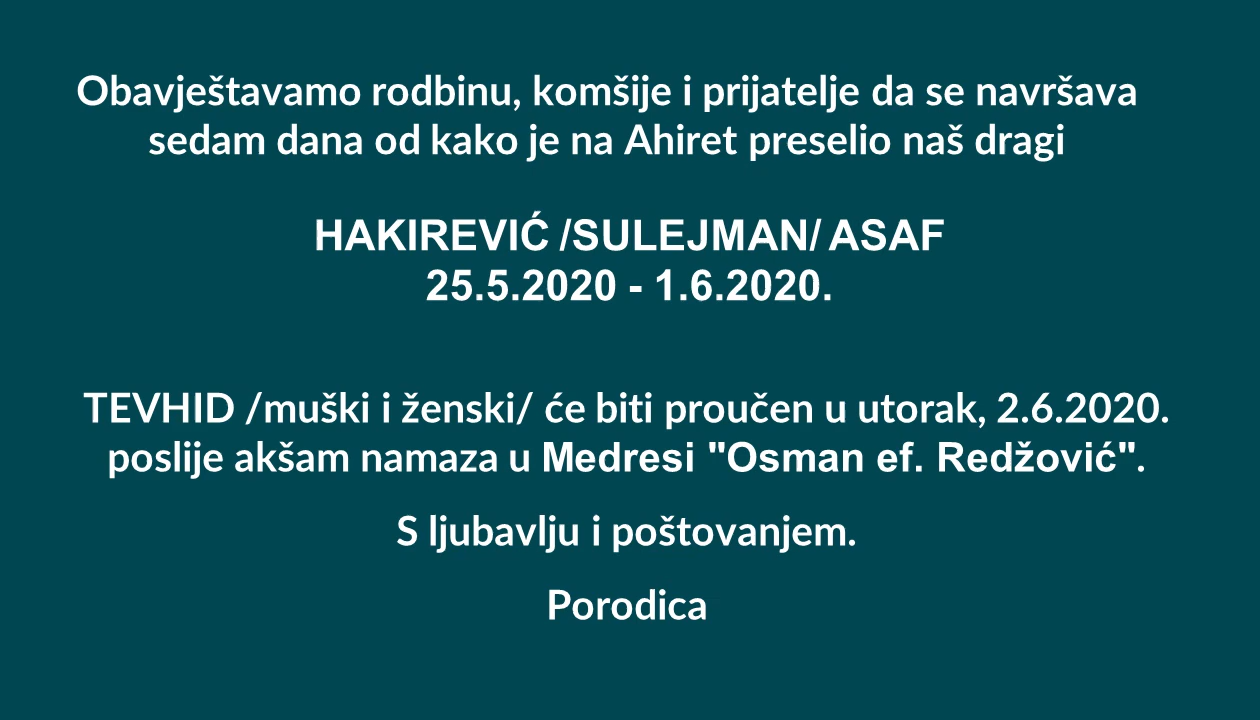 Obavještavamo rodbinu, komšije i prijatelje da se navršava
sedam dana od kako je na Ahiret preselio naš dragi
HAKIREVIĆ /SULEJMAN/ ASAF
25.5.2020 - 1.6.2020.
TEVHID /muški i ženski/ će biti proučen u utorak, 2.6.2020.
poslije akšam namaza u Medresi "Osman ef. Redžović".
S ljubavlju i poštovanjem.
Porodica